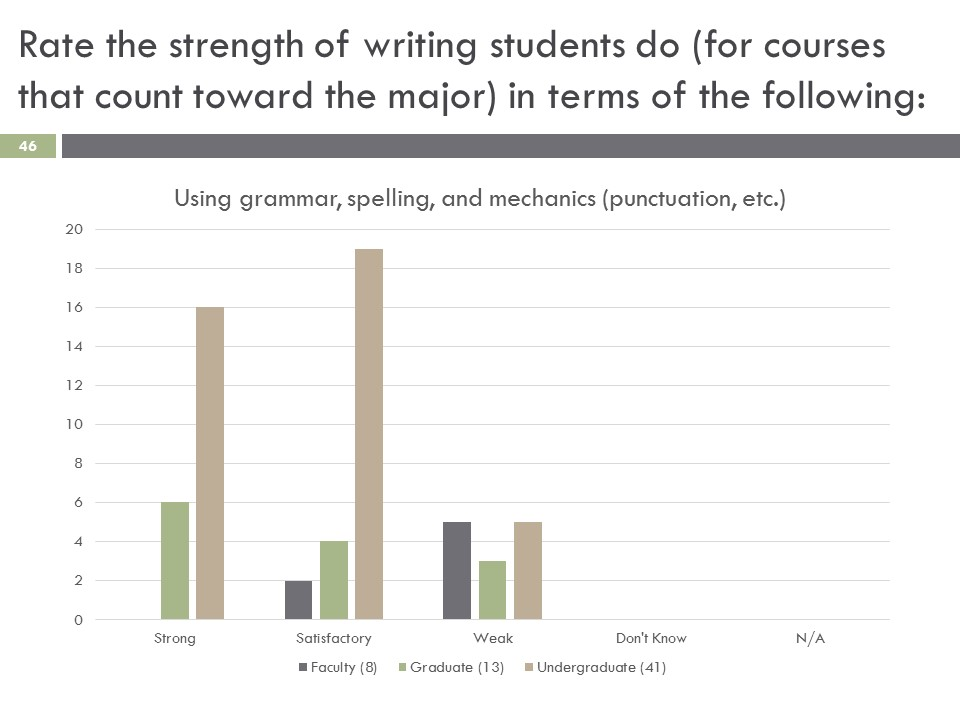 Rate the strength of writing students do (for courses
that count toward the major) in terms of the following:
46
Using grammar, spelling, and mechanics (punctuation, etc.)
20
18
16
14
12
10
8
6
4
2
0
Strong Satisfactory Weak Don't Know N/A
Faculty (8) Graduate (13) Undergraduate (41)